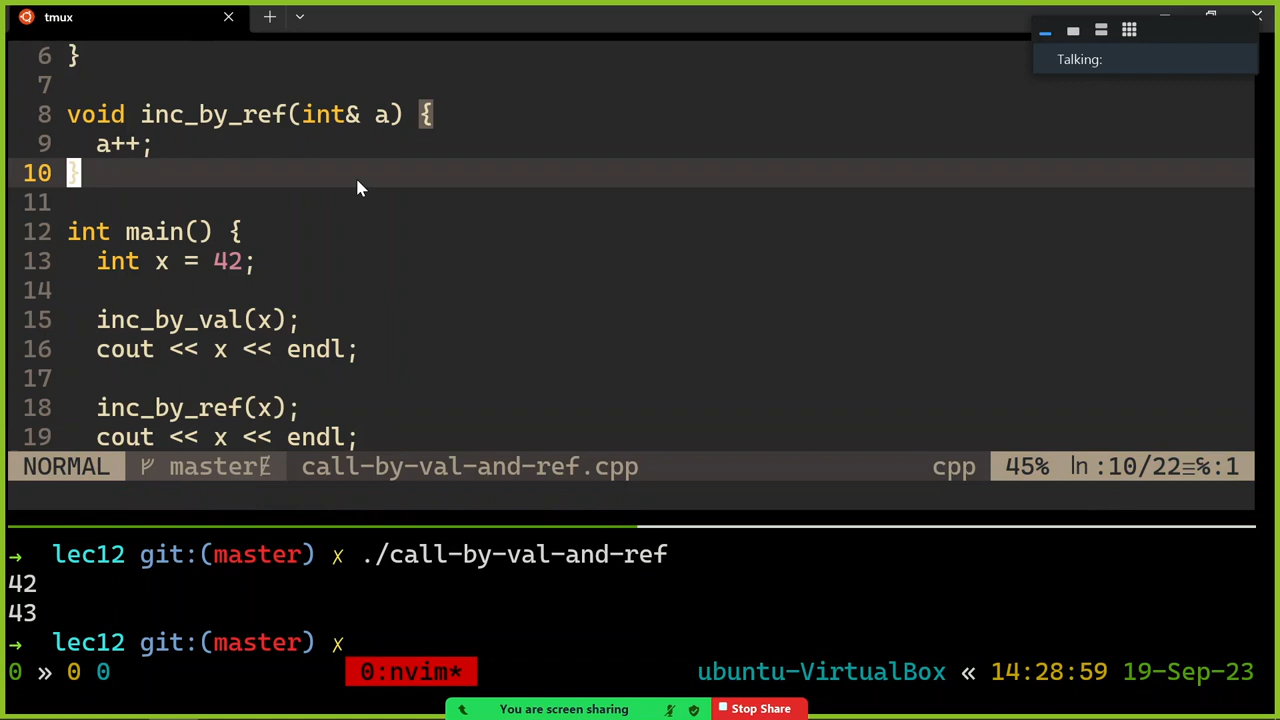 tmux
Talking:
6 }
7
8 void inc_by_ref(int& a) {
9 a++;
10 }
11
12 int main() {
13 int x = 42;
14
15 inc_by_val(x);
16 cout << x << endl;
17
18 inc_by_ref(x);
19 cout << x << endl;
NORMAL master call-by-val-and-ref.cpp cpp 45% ln :10/22≡℅:1
→ lec12 git:(master) ✗ ./call-by-val-and-ref
42
43
→ lec12 git:(master) ✗
0 » 0 0 0:nvim* ubuntu-VirtualBox « 14:28:59 19-Sep-23
You are screen sharing Stop Share